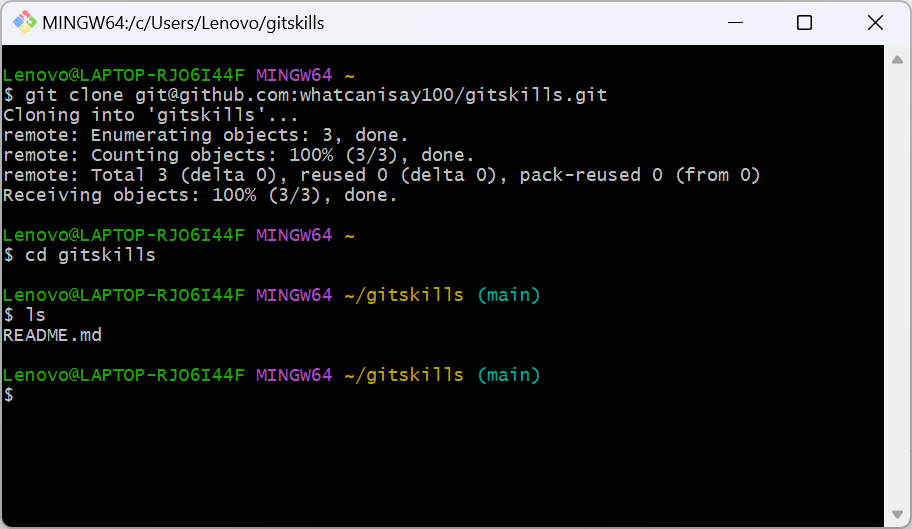 MINGW64:/c/Users/Lenovo/gitskills
Lenovo@LAPTOP-RJO6I44F MINGW64 ~
$ git clone git@github.com:whatcanisay100/gitskills.git
Cloning into 'gitskills'...
remote: Enumerating objects: 3, done.
remote: Counting objects: 100% (3/3), done.
remote: Total 3 (delta 0), reused 0 (delta 0), pack-reused 0 (from 0)
Receiving objects: 100% (3/3), done.
Lenovo@LAPTOP-RJO6I44F MINGW64 ~
$ cd gitskills
Lenovo@LAPTOP-RJO6I44F MINGW64 ~/gitskills (main)
$ ls
README.md
Lenovo@LAPTOP-RJO6I44F MINGW64 ~/gitskills (main)
$